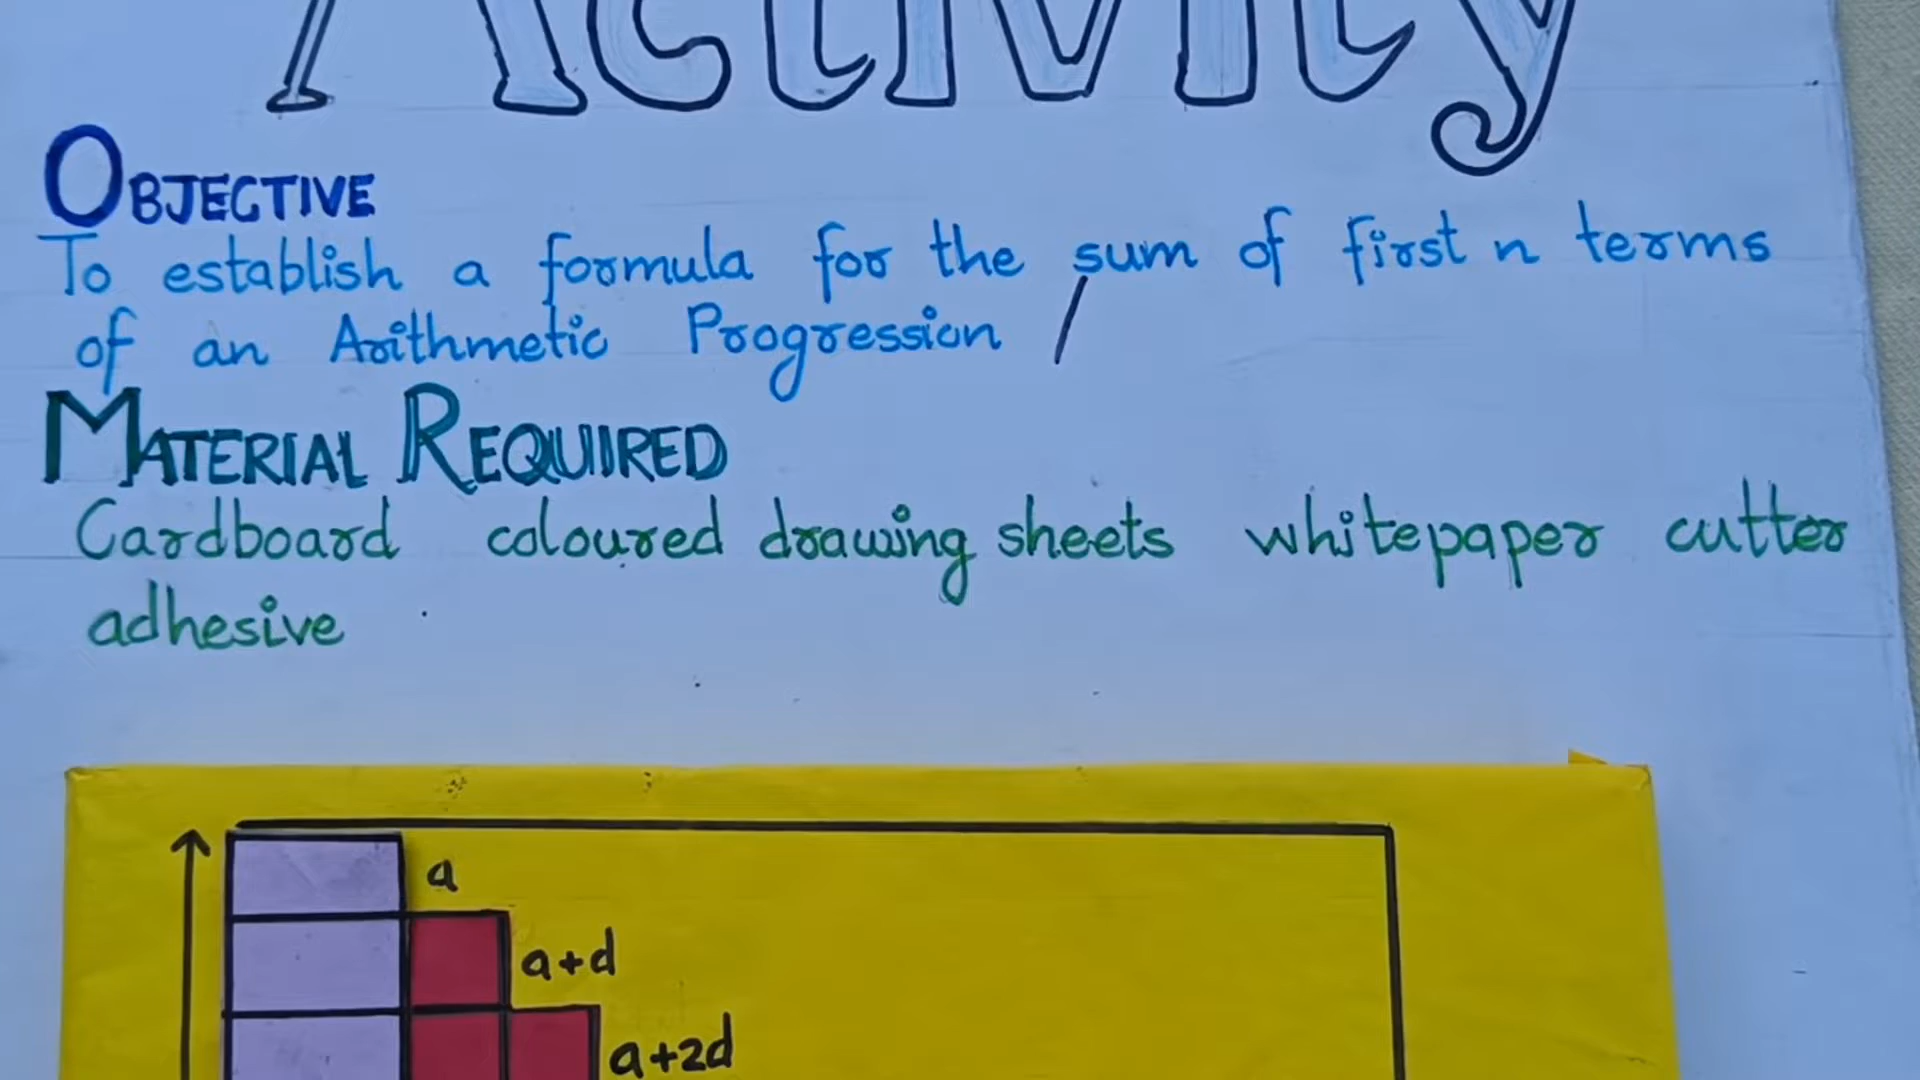 Activity
OBJECTIVE
To establish a formula for the sum of first n terms
of an Arithmetic Progression /
MATERIAL REQUIRED
Cardboard coloured drawing sheets whitepaper cutter
adhesive
a
a+d
a+2d